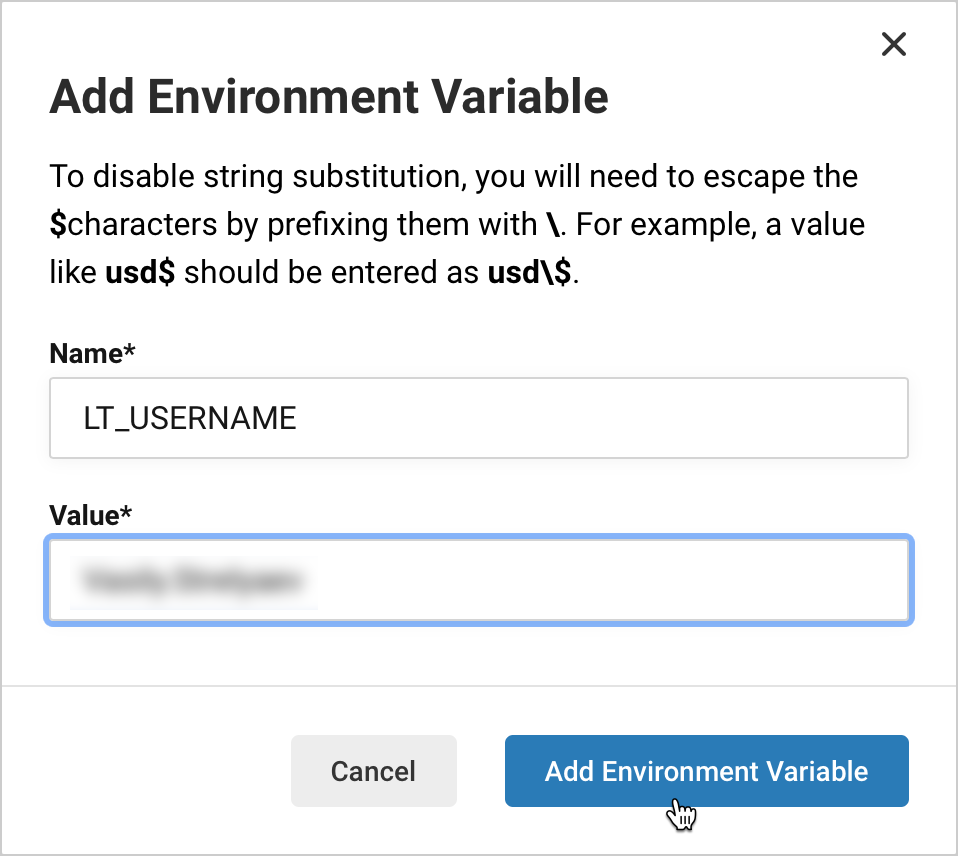 Add Environment Variable
To disable string substitution, you will need to escape the
$characters by prefixing them with \. For example, a value
like usd$ should be entered as usd\$.
Name*
LT_USERNAME
Value*
Cancel
Add Environment Variable